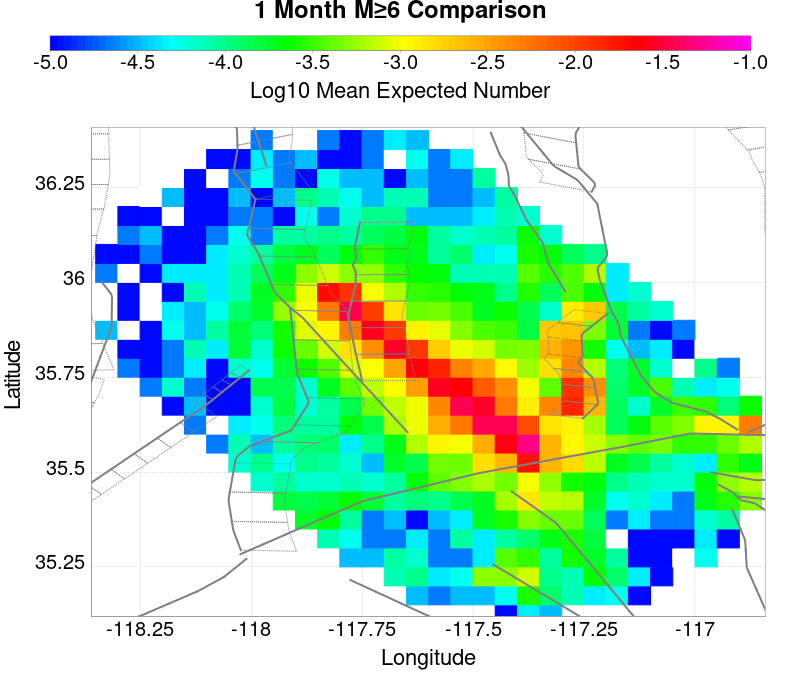 1 Month M≥6 Comparison
-5.0 -4.5 -4.0 -3.5 -3.0 -2.5 -2.0 -1.5 -1.0
Log10 Mean Expected Number
36.25
36
35.75
35.5
35.25
Latitude
-118.25 -118 -117.75 -117.5 -117.25 -117
Longitude